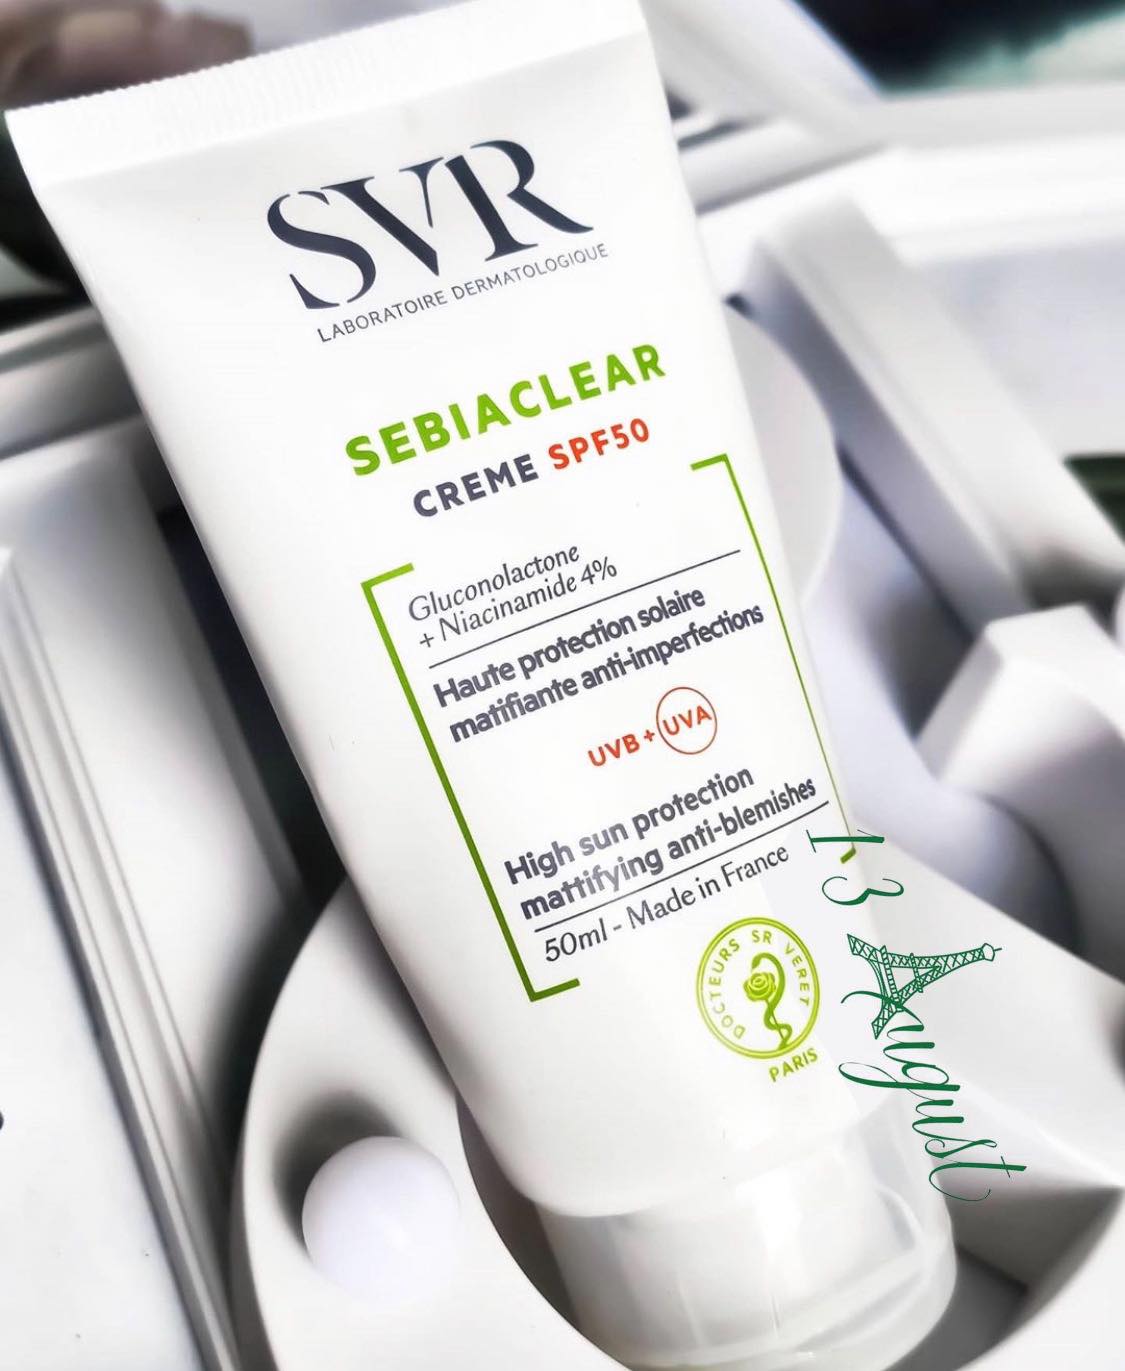 SVR
LABORATOIRE DERMATOLOGIQUE
SEBIACLEAR
CREME SPF50
Gluconolactone
+ Niacinamide 4%
Haute protection solaire
matifiante anti-imperfections
UVB + UVA
High sun protection
mattifying anti-blemishes
50ml - Made in France
DOCTEURS SR VERET
PARIS
13 August